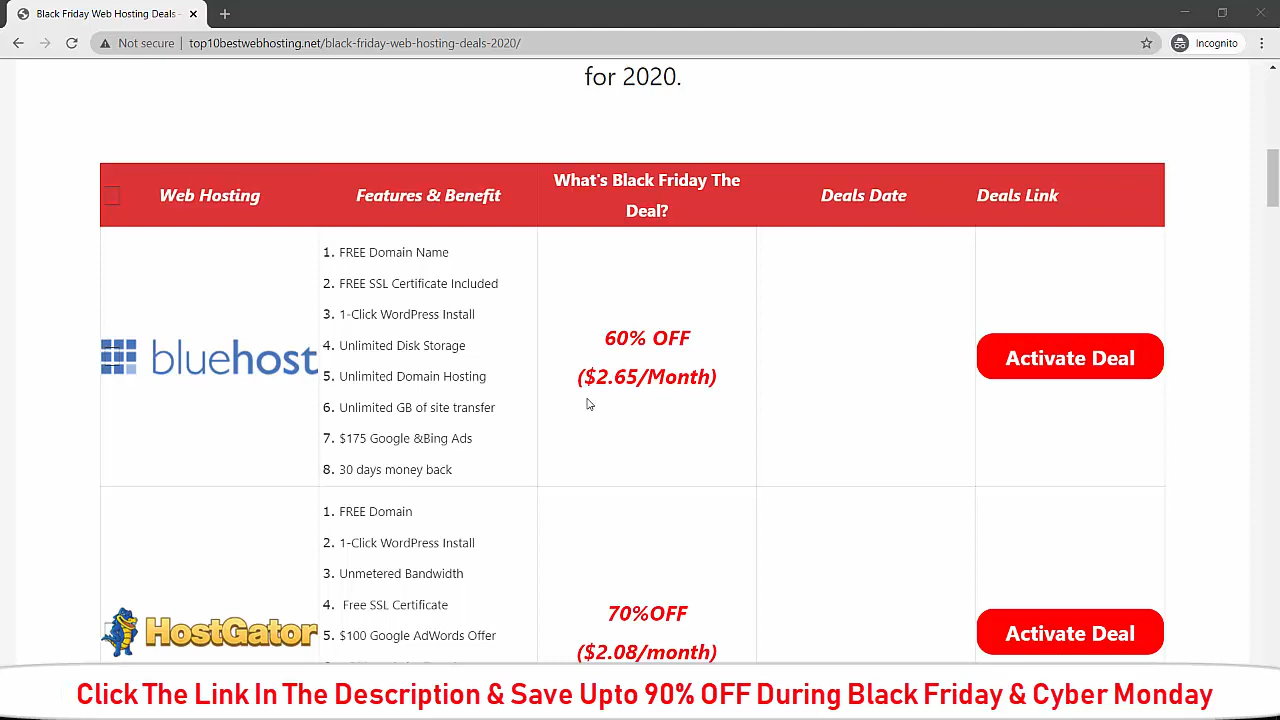 Black Friday Web Hosting Deals -
Not secure
top10bestwebhosting.net/black-friday-web-hosting-deals-2020/
Incognito
for 2020.
Web Hosting
Features & Benefit
What's Black Friday The
Deal?
Deals Date
Deals Link
bluehost
1. FREE Domain Name
2. FREE SSL Certificate Included
3. 1-Click WordPress Install
4. Unlimited Disk Storage
5. Unlimited Domain Hosting
6. Unlimited GB of site transfer
7. $175 Google &Bing Ads
8. 30 days money back
60% OFF
($2.65/Month)
Activate Deal
HostGator
1. FREE Domain
2. 1-Click WordPress Install
3. Unmetered Bandwidth
4. Free SSL Certificate
5. $100 Google AdWords Offer
70%OFF
($2.08/month)
Activate Deal
Click The Link In The Description & Save Upto 90% OFF During Black Friday & Cyber Monday